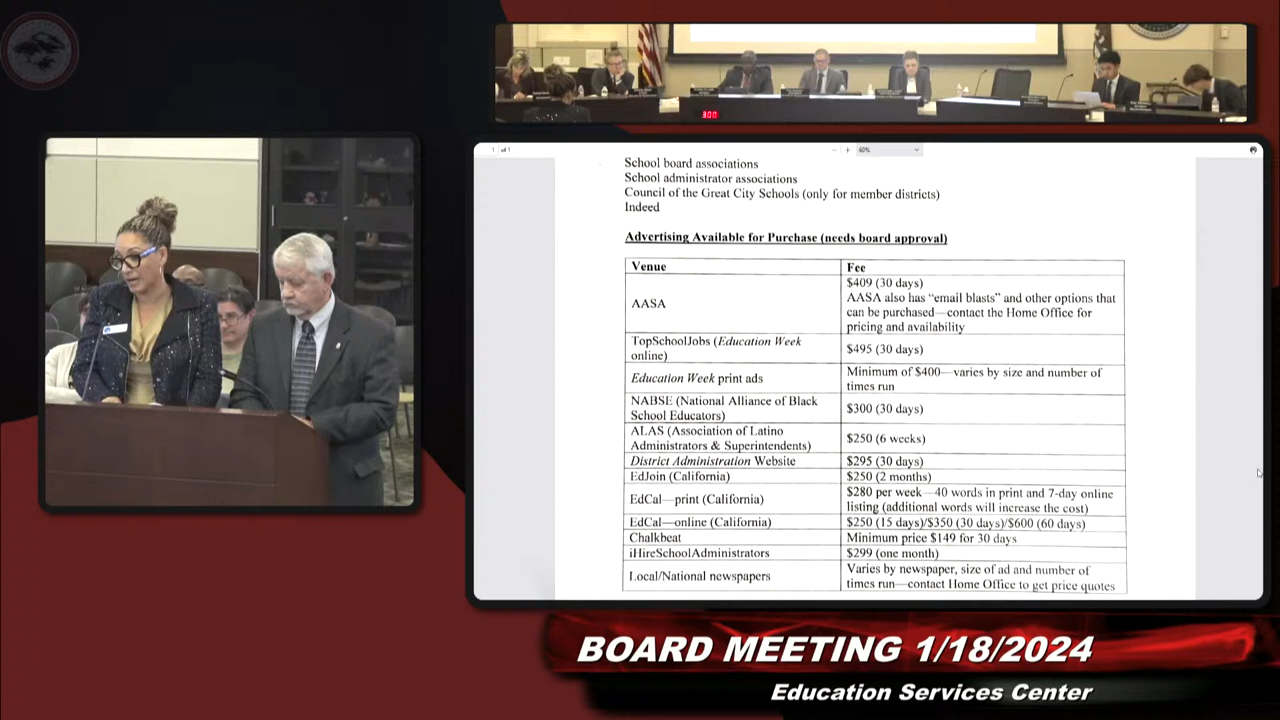 300
1 of 1
60%
School board associations
School administrator associations
Council of the Great City Schools (only for member districts)
Indeed
Advertising Available for Purchase (needs board approval)
Venue Fee
AASA
$409 (30 days)
AASA also has “email blasts” and other options that
can be purchased—contact the Home Office for
pricing and availability
TopSchoolJobs (Education Week
online)
$495 (30 days)
Education Week print ads
Minimum of $400—varies by size and number of
times run
NABSE (National Alliance of Black
School Educators)
$300 (30 days)
ALAS (Association of Latino
Administrators & Superintendents)
$250 (6 weeks)
District Administration Website $295 (30 days)
EdJoin (California) $250 (2 months)
EdCal—print (California)
$280 per week—40 words in print and 7-day online
listing (additional words will increase the cost)
EdCal—online (California) $250 (15 days)/$350 (30 days)/$600 (60 days)
Chalkbeat Minimum price $149 for 30 days
iHireSchoolAdministrators $299 (one month)
Local/National newspapers
Varies by newspaper, size of ad and number of
times run—contact Home Office to get price quotes
BOARD MEETING 1/18/2024
Education Services Center